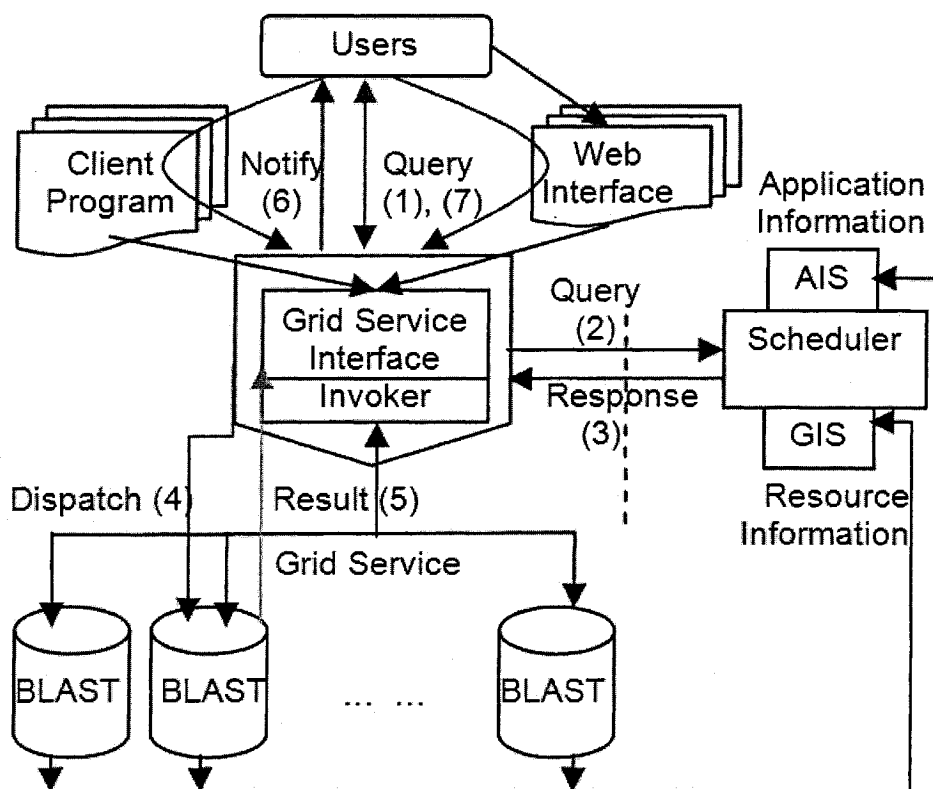 Users
Client
Program
Notify
(6)
Query
(1), (7)
Web
Interface
Application
Information
AIS
Scheduler
GIS
Resource
Information
Grid Service
Interface
Invoker
Query
(2)
Response
(3)
Dispatch (4)
Result (5)
Grid Service
BLAST
BLAST
... ...
BLAST